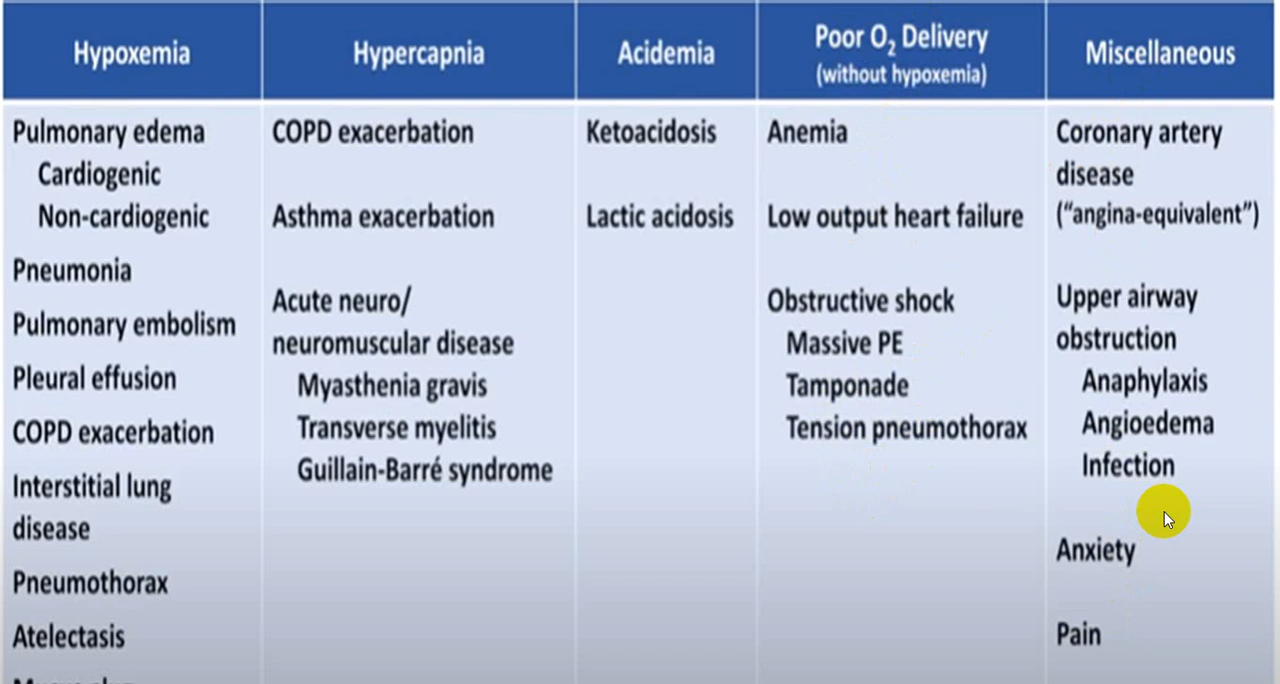 Hypoxemia
Pulmonary edema
Cardiogenic
Non-cardiogenic
Pneumonia
Pulmonary embolism
Pleural effusion
COPD exacerbation
Interstitial lung
disease
Pneumothorax
Atelectasis
Hypercapnia
COPD exacerbation
Asthma exacerbation
Acute neuro/
neuromuscular disease
Myasthenia gravis
Transverse myelitis
Guillain-Barré syndrome
Acidemia
Ketoacidosis
Lactic acidosis
Poor O₂ Delivery
(without hypoxemia)
Anemia
Low output heart failure
Obstructive shock
Massive PE
Tamponade
Tension pneumothorax
Miscellaneous
Coronary artery
disease
(“angina-equivalent”)
Upper airway
obstruction
Anaphylaxis
Angioedema
Infection
Anxiety
Pain